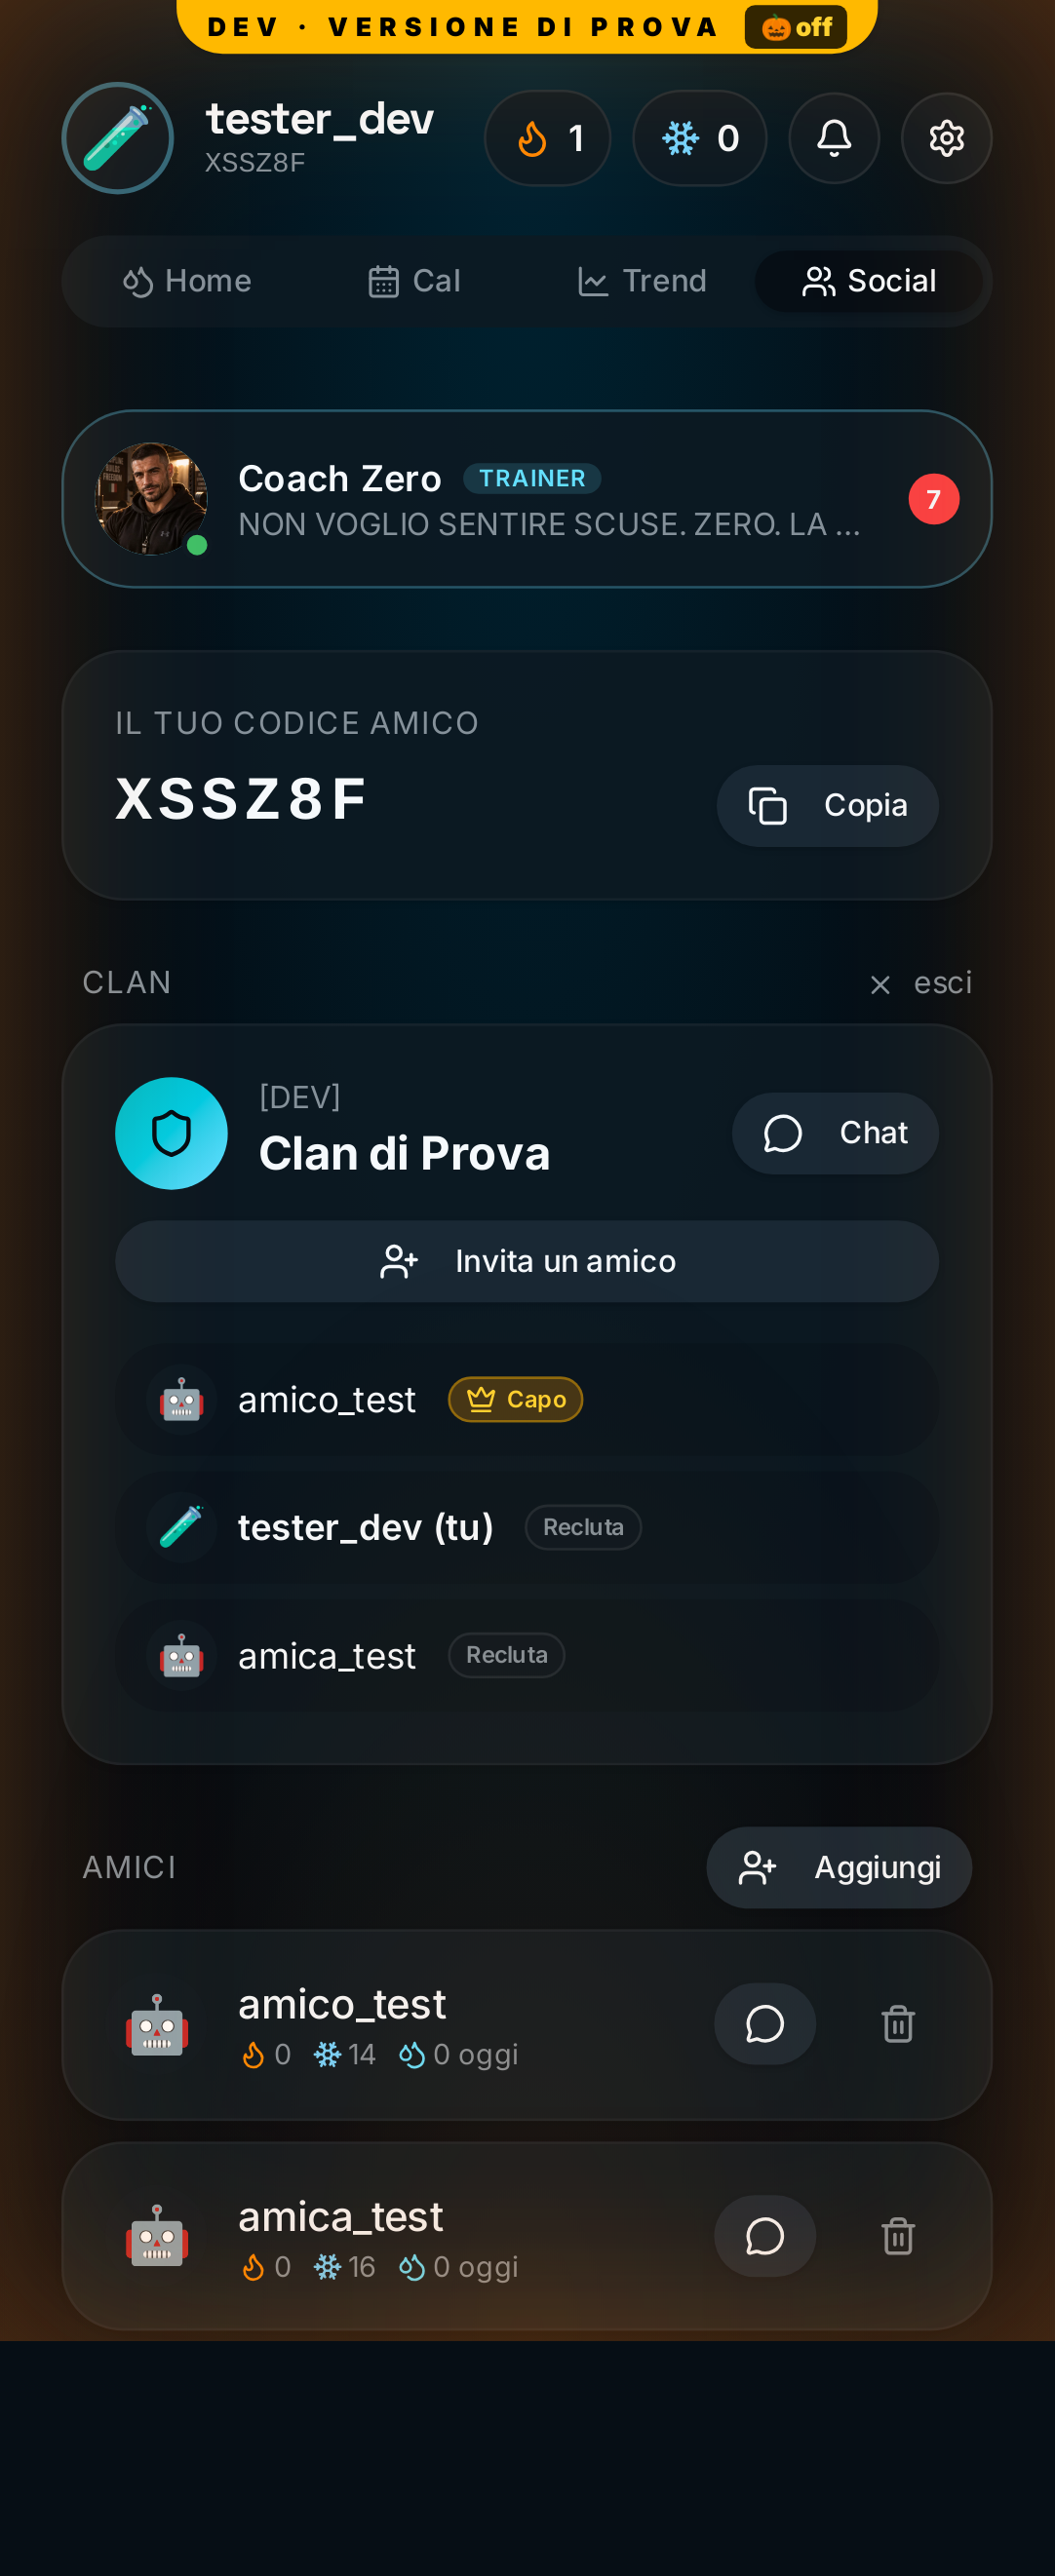 DEV · VERSIONE DI PROVA 🎃off
tester_dev
XSSZ8F
1
0
Home
Cal
Trend
Social
Coach Zero TRAINER
NON VOGLIO SENTIRE SCUSE. ZERO. LA ...
7
IL TUO CODICE AMICO
XSSZ8F
Copia
CLAN
esci
[DEV]
Clan di Prova
Chat
Invita un amico
amico_test Capo
tester_dev (tu) Recluta
amica_test Recluta
AMICI
Aggiungi
amico_test
0 14 0 oggi
amica_test
0 16 0 oggi